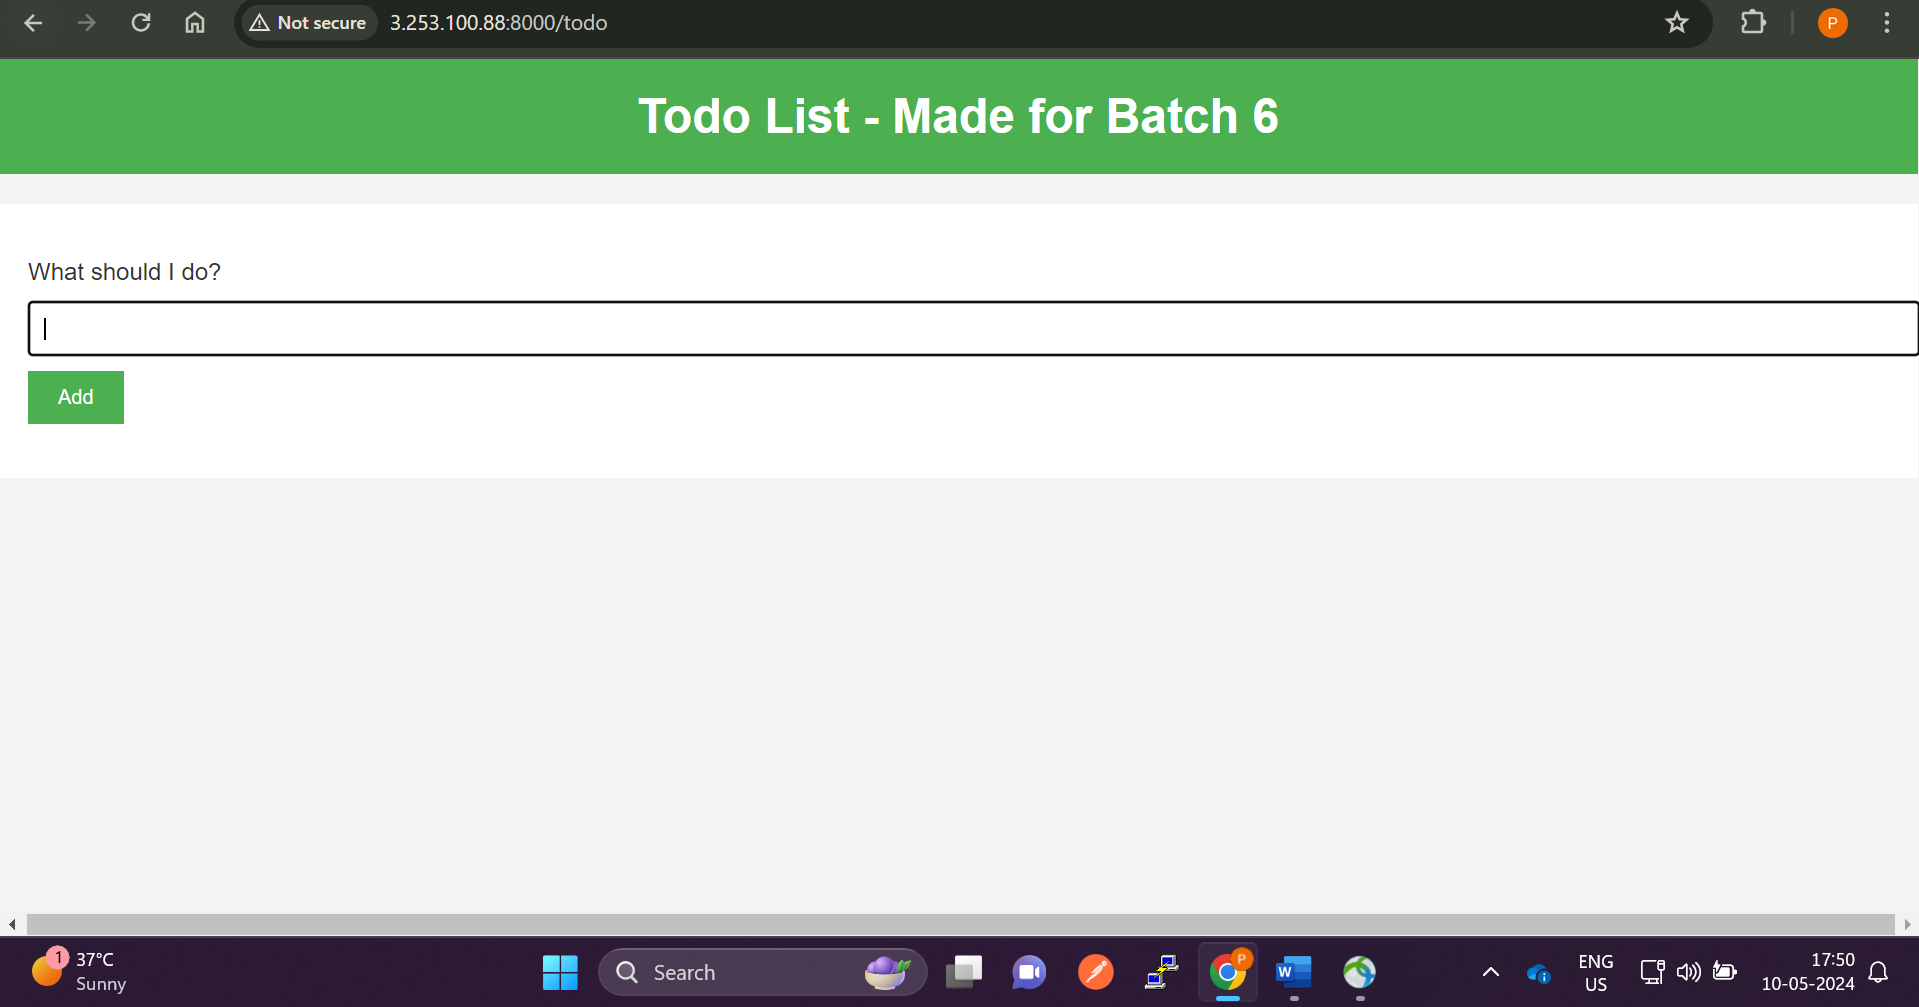 Not secure 3.253.100.88:8000/todo
P
Todo List - Made for Batch 6
What should I do?
Add
1
37°C
Sunny
Search
P
W
ENG
US
17:50
10-05-2024